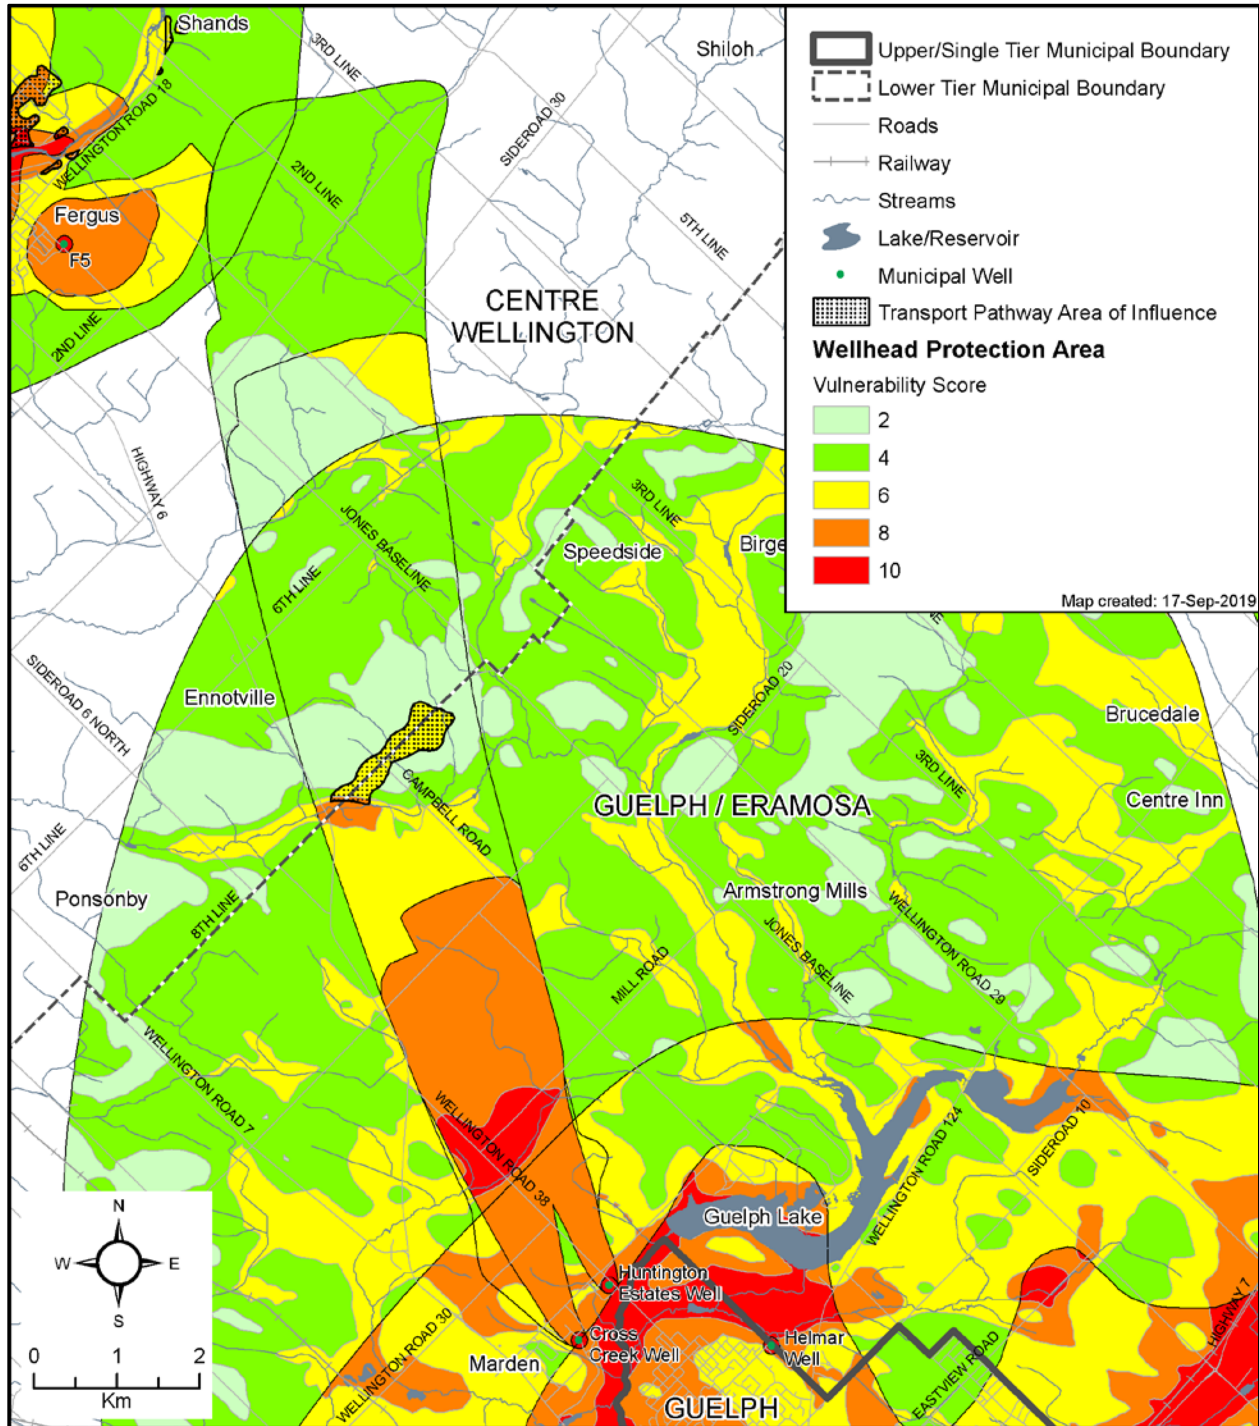 Shands
3RD LINE
Shiloh
WELLINGTON ROAD 18
SIDEROAD 30
2ND LINE
5TH LINE
Fergus
F5
2ND LINE
CENTRE
WELLINGTON
HIGHWAY 6
JONES BASELINE
6TH LINE
3RD LINE
Speedside
Birge
SIDEROAD 6 NORTH
Ennotville
SIDEROAD 20
Brucedale
3RD LINE
CAMPBELL ROAD
GUELPH / ERAMOSA
Centre Inn
6TH LINE
Ponsonby
8TH LINE
Armstrong Mills
WELLINGTON ROAD 29
JONES BASELINE
MILL ROAD
WELLINGTON ROAD 7
WELLINGTON ROAD 38
WELLINGTON ROAD 124
SIDEROAD 10
Guelph Lake
Huntington
Estates Well
HIGHWAY 7
Cross
Creek Well
Helmar
Well
WELLINGTON ROAD 30
Marden
EASTVIEW ROAD
GUELPH
Upper/Single Tier Municipal Boundary
Lower Tier Municipal Boundary
Roads
Railway
Streams
Lake/Reservoir
Municipal Well
Transport Pathway Area of Influence
Wellhead Protection Area
Vulnerability Score
2
4
6
8
10
Map created: 17-Sep-2019
N
W E
S
0 1 2
Km